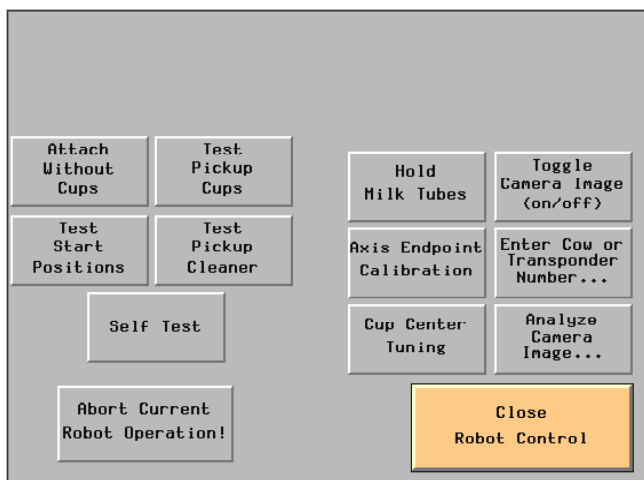 Attach
Without
Cups
Test
Pickup
Cups
Test
Start
Positions
Test
Pickup
Cleaner
Self Test
Abort Current
Robot Operation!
Hold
Milk Tubes
Toggle
Camera Image
(on/off)
Axis Endpoint
Calibration
Enter Cow or
Transponder
Number...
Cup Center
Tuning
Analyze
Camera
Image...
Close
Robot Control